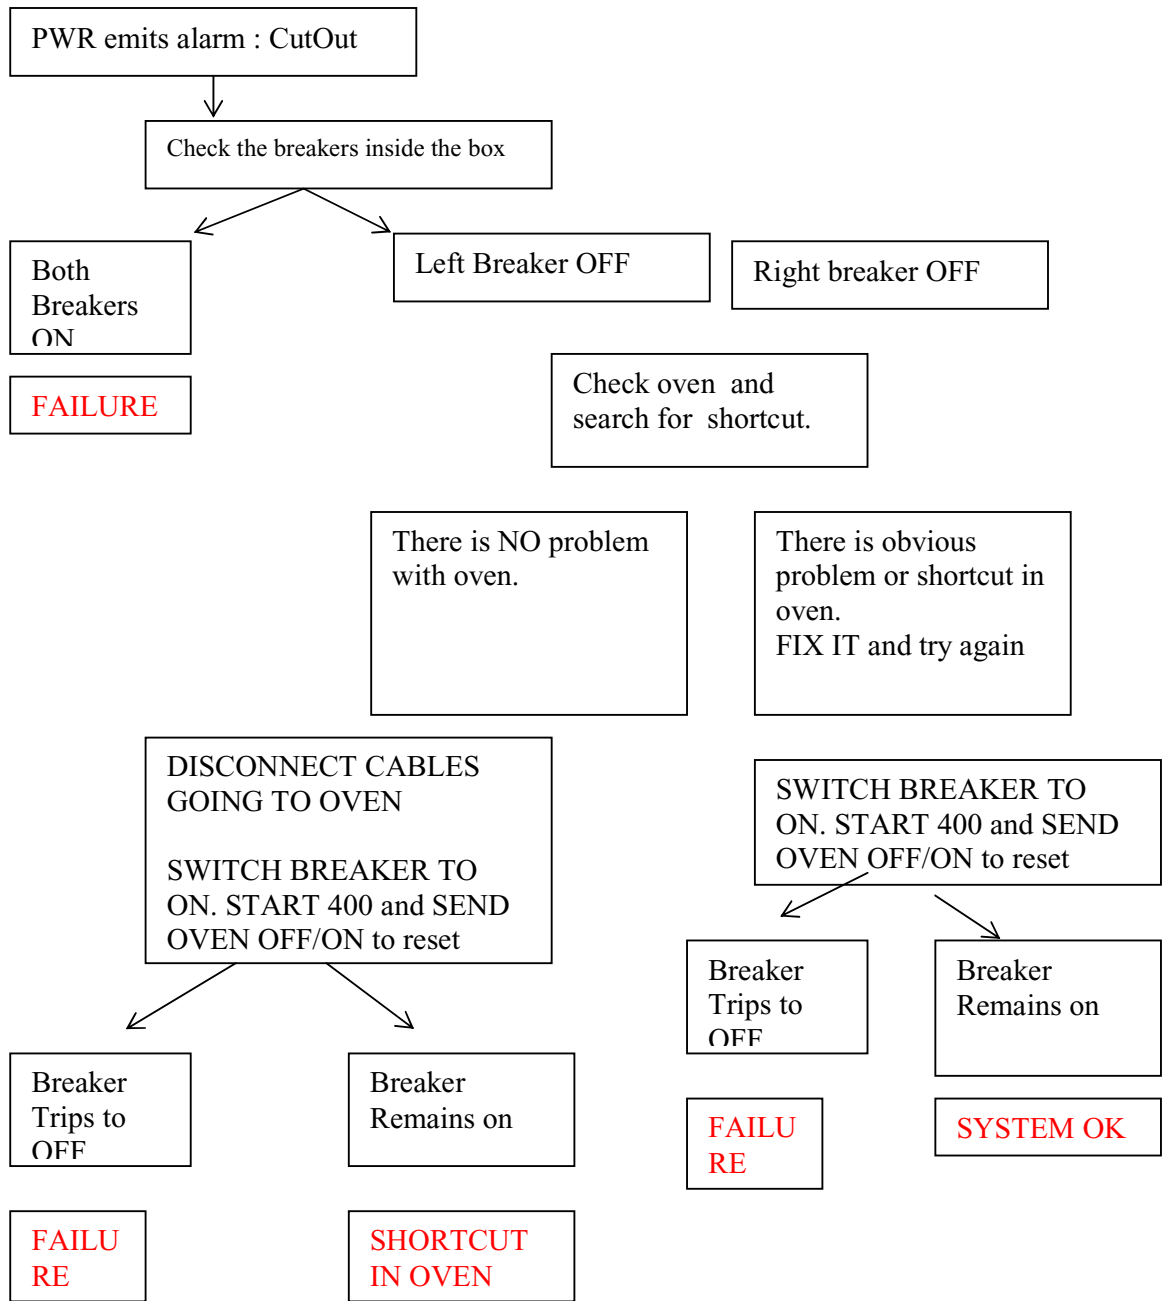 PWR emits alarm : CutOut
Check the breakers inside the box
Both
Breakers
ON
Left Breaker OFF
Right breaker OFF
FAILURE
Check oven and
search for shortcut.
There is NO problem
with oven.
There is obvious
problem or shortcut in
oven.
FIX IT and try again
DISCONNECT CABLES
GOING TO OVEN
SWITCH BREAKER TO
ON. START 400 and SEND
OVEN OFF/ON to reset
SWITCH BREAKER TO
ON. START 400 and SEND
OVEN OFF/ON to reset
Breaker
Trips to
OFF
Breaker
Remains on
Breaker
Trips to
OFF
Breaker
Remains on
FAILU
RE
SYSTEM OK
FAILU
RE
SHORTCUT
IN OVEN